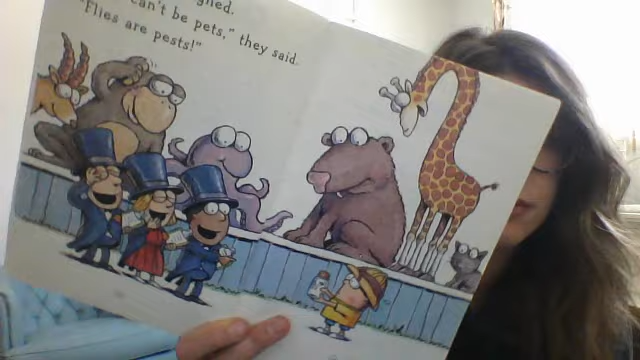 can't be pets," they said.
"Flies are pests!"